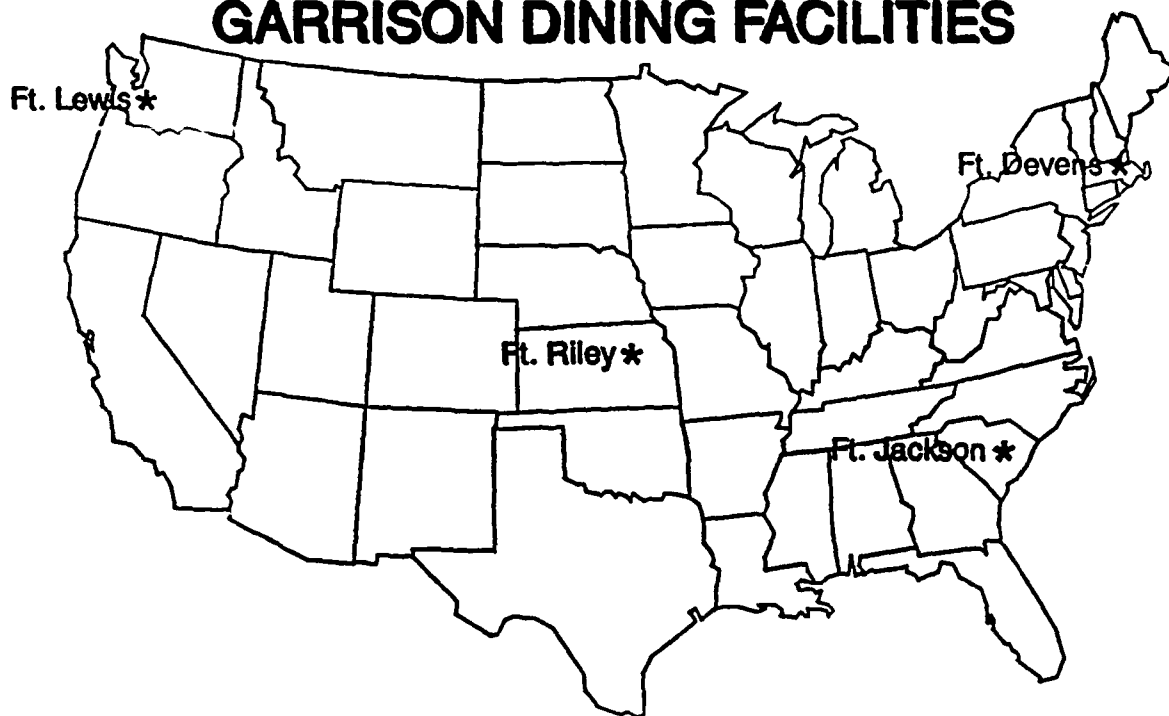 GARRISON DINING FACILITIES
Ft. Lewis *
Ft. Devens *
Ft. Riley *
Ft. Jackson *